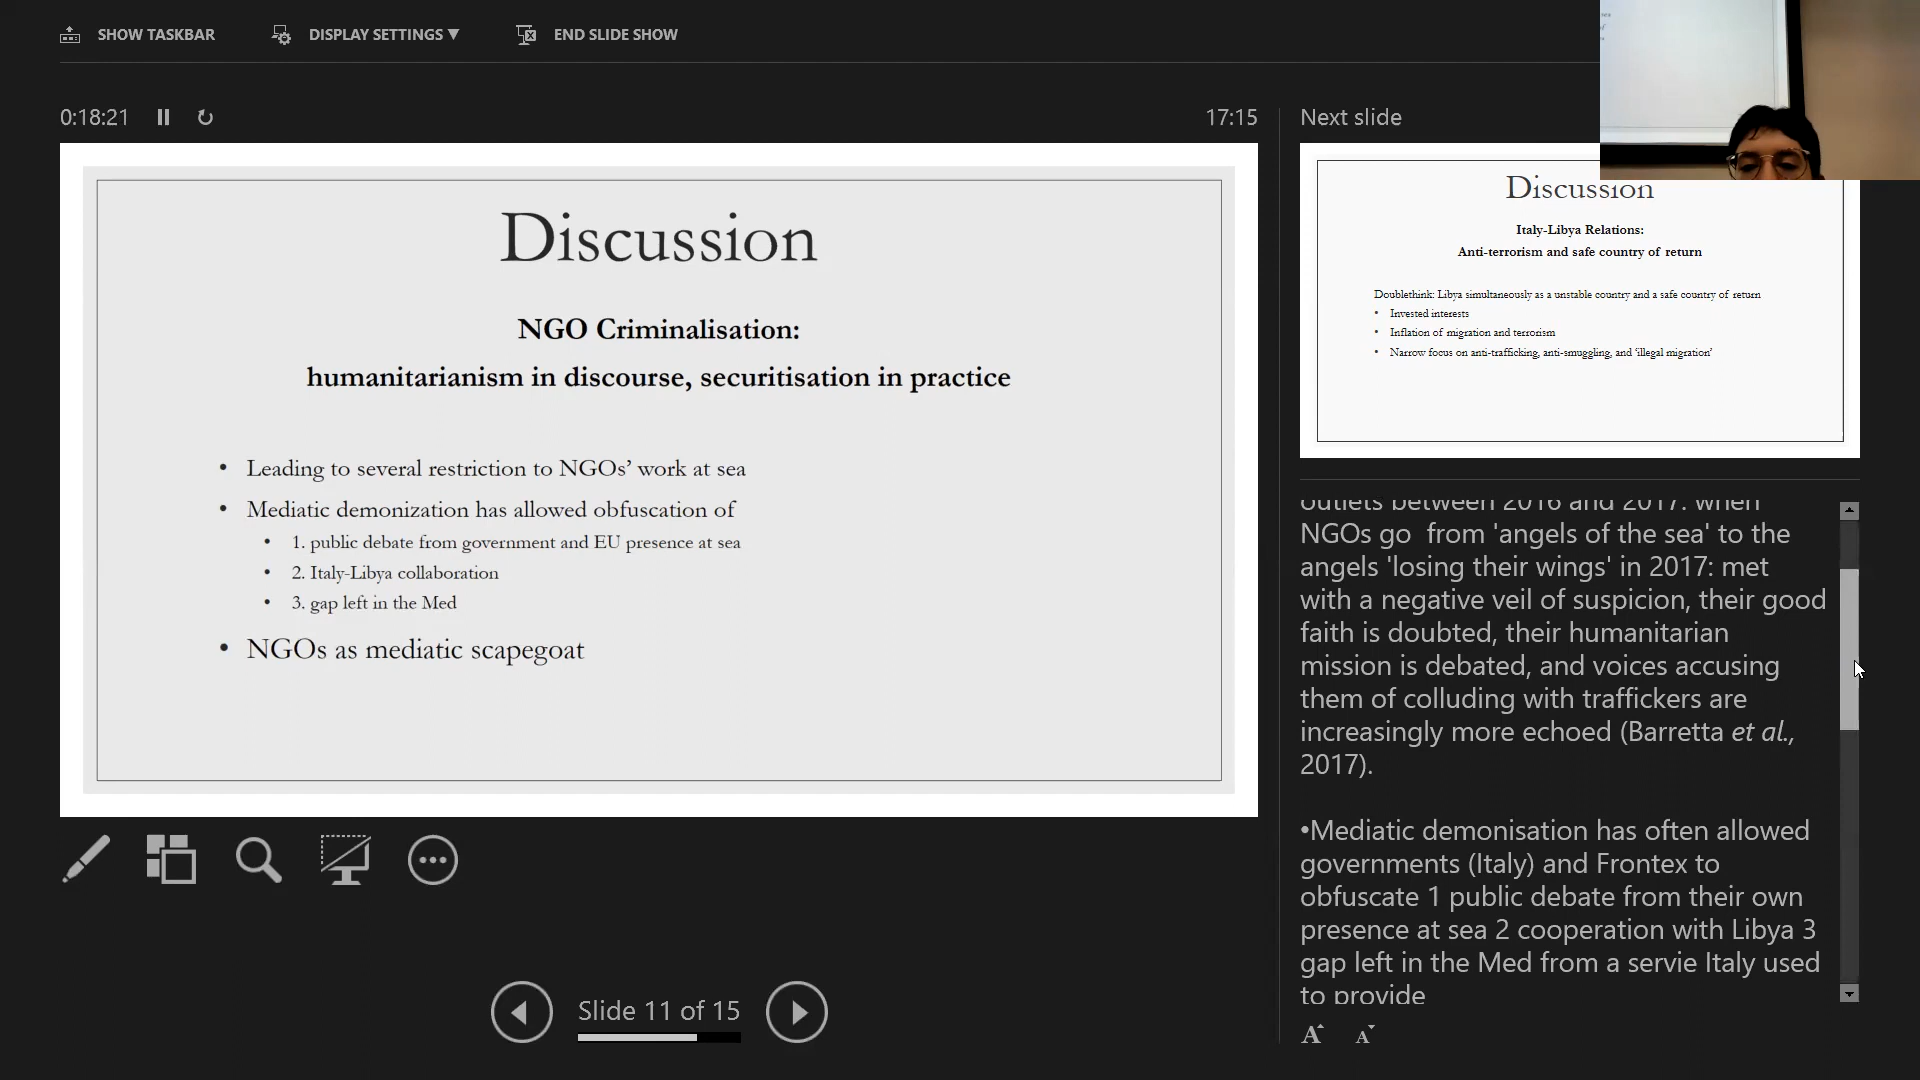 SHOW TASKBAR
DISPLAY SETTINGS ▼
END SLIDE SHOW
0:18:21
17:15
Next slide
Discussion
NGO Criminalisation:
humanitarianism in discourse, securitisation in practice
• Leading to several restriction to NGOs’ work at sea
• Mediatic demonization has allowed obfuscation of
• 1. public debate from government and EU presence at sea
• 2. Italy-Libya collaboration
• 3. gap left in the Med
• NGOs as mediatic scapegoat
Discussion
Italy-Libya Relations:
Anti-terrorism and safe country of return
Doublethink: Libya simultaneously as a unstable country and a safe country of return
• Invested interests
• Inflation of migration and terrorism
• Narrow focus on anti-trafficking, anti-smuggling, and ‘illegal migration’
outlets between 2016 and 2017: when
NGOs go  from 'angels of the sea' to the
angels 'losing their wings' in 2017: met
with a negative veil of suspicion, their good
faith is doubted, their humanitarian
mission is debated, and voices accusing
them of colluding with traffickers are
increasingly more echoed (Barretta et al.,
2017).
•Mediatic demonisation has often allowed
governments (Italy) and Frontex to
obfuscate 1 public debate from their own
presence at sea 2 cooperation with Libya 3
gap left in the Med from a servie Italy used
to provide
Slide 11 of 15
A A